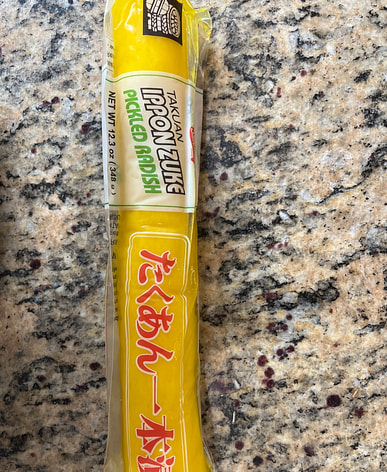 TAKUAN
IPPON ZUKE
PICKLED RADISH
NET WT 12.3 oz (348 g)
たくあん一本漬